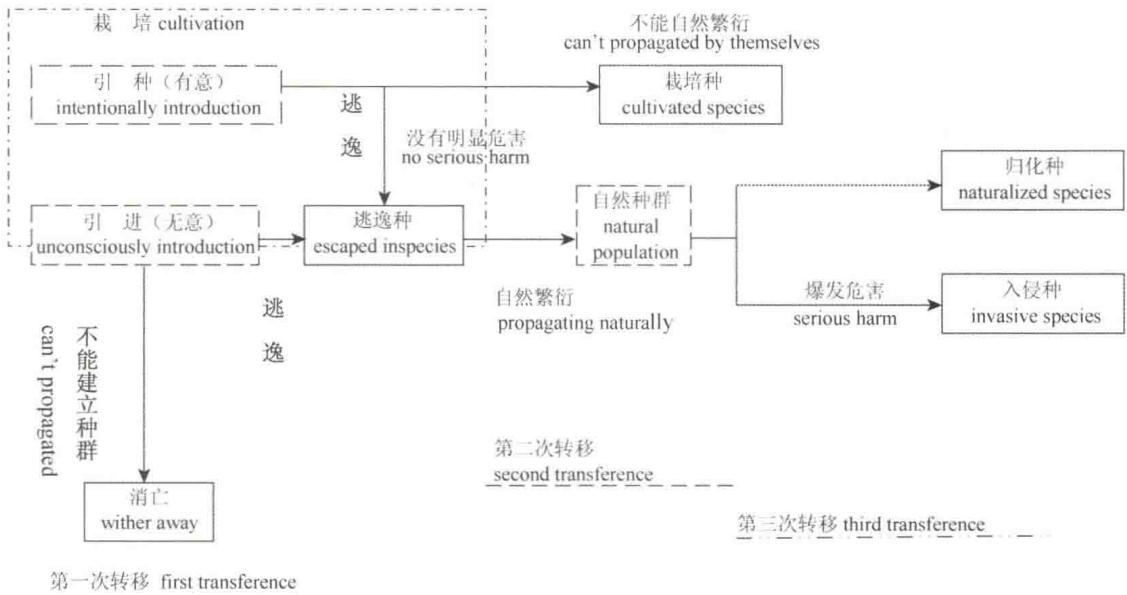 栽 培 cultivation
不能自然繁衍
can't propagated by themselves
引 种（有意）
intentionally introduction
栽培种
cultivated species
逃
逸
没有明显危害
no serious harm
归化种
naturalized species
引 进（无意）
unconsciously introduction
逃逸种
escaped inspecies
自然种群
natural
population
逃
逸
自然繁衍
propagating naturally
爆发危害
serious harm
入侵种
invasive species
不能建立种群
can't propagated
第二次转移
second transference
消亡
wither away
第三次转移 third transference
第一次转移 first transference